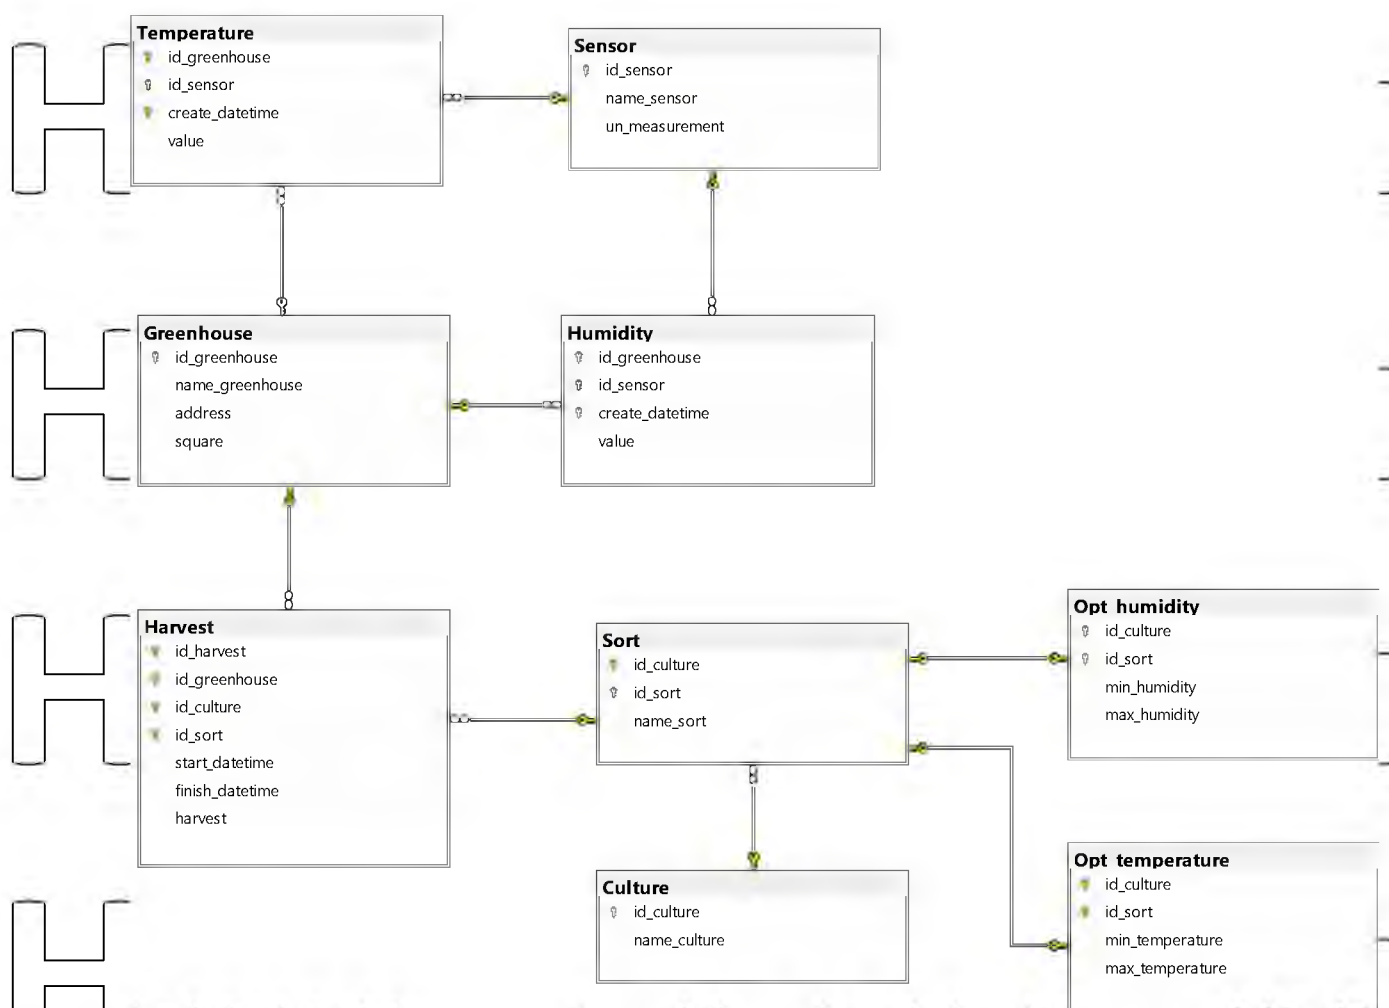 Temperature
id_greenhouse
id_sensor
create_datetime
value
Sensor
id_sensor
name_sensor
un_measurement
Greenhouse
id_greenhouse
name_greenhouse
address
square
Humidity
id_greenhouse
id_sensor
create_datetime
value
Harvest
id_harvest
id_greenhouse
id_culture
id_sort
start_datetime
finish_datetime
harvest
Sort
id_culture
id_sort
name_sort
Opt_humidity
id_culture
id_sort
min_humidity
max_humidity
Culture
id_culture
name_culture
Opt_temperature
id_culture
id_sort
min_temperature
max_temperature